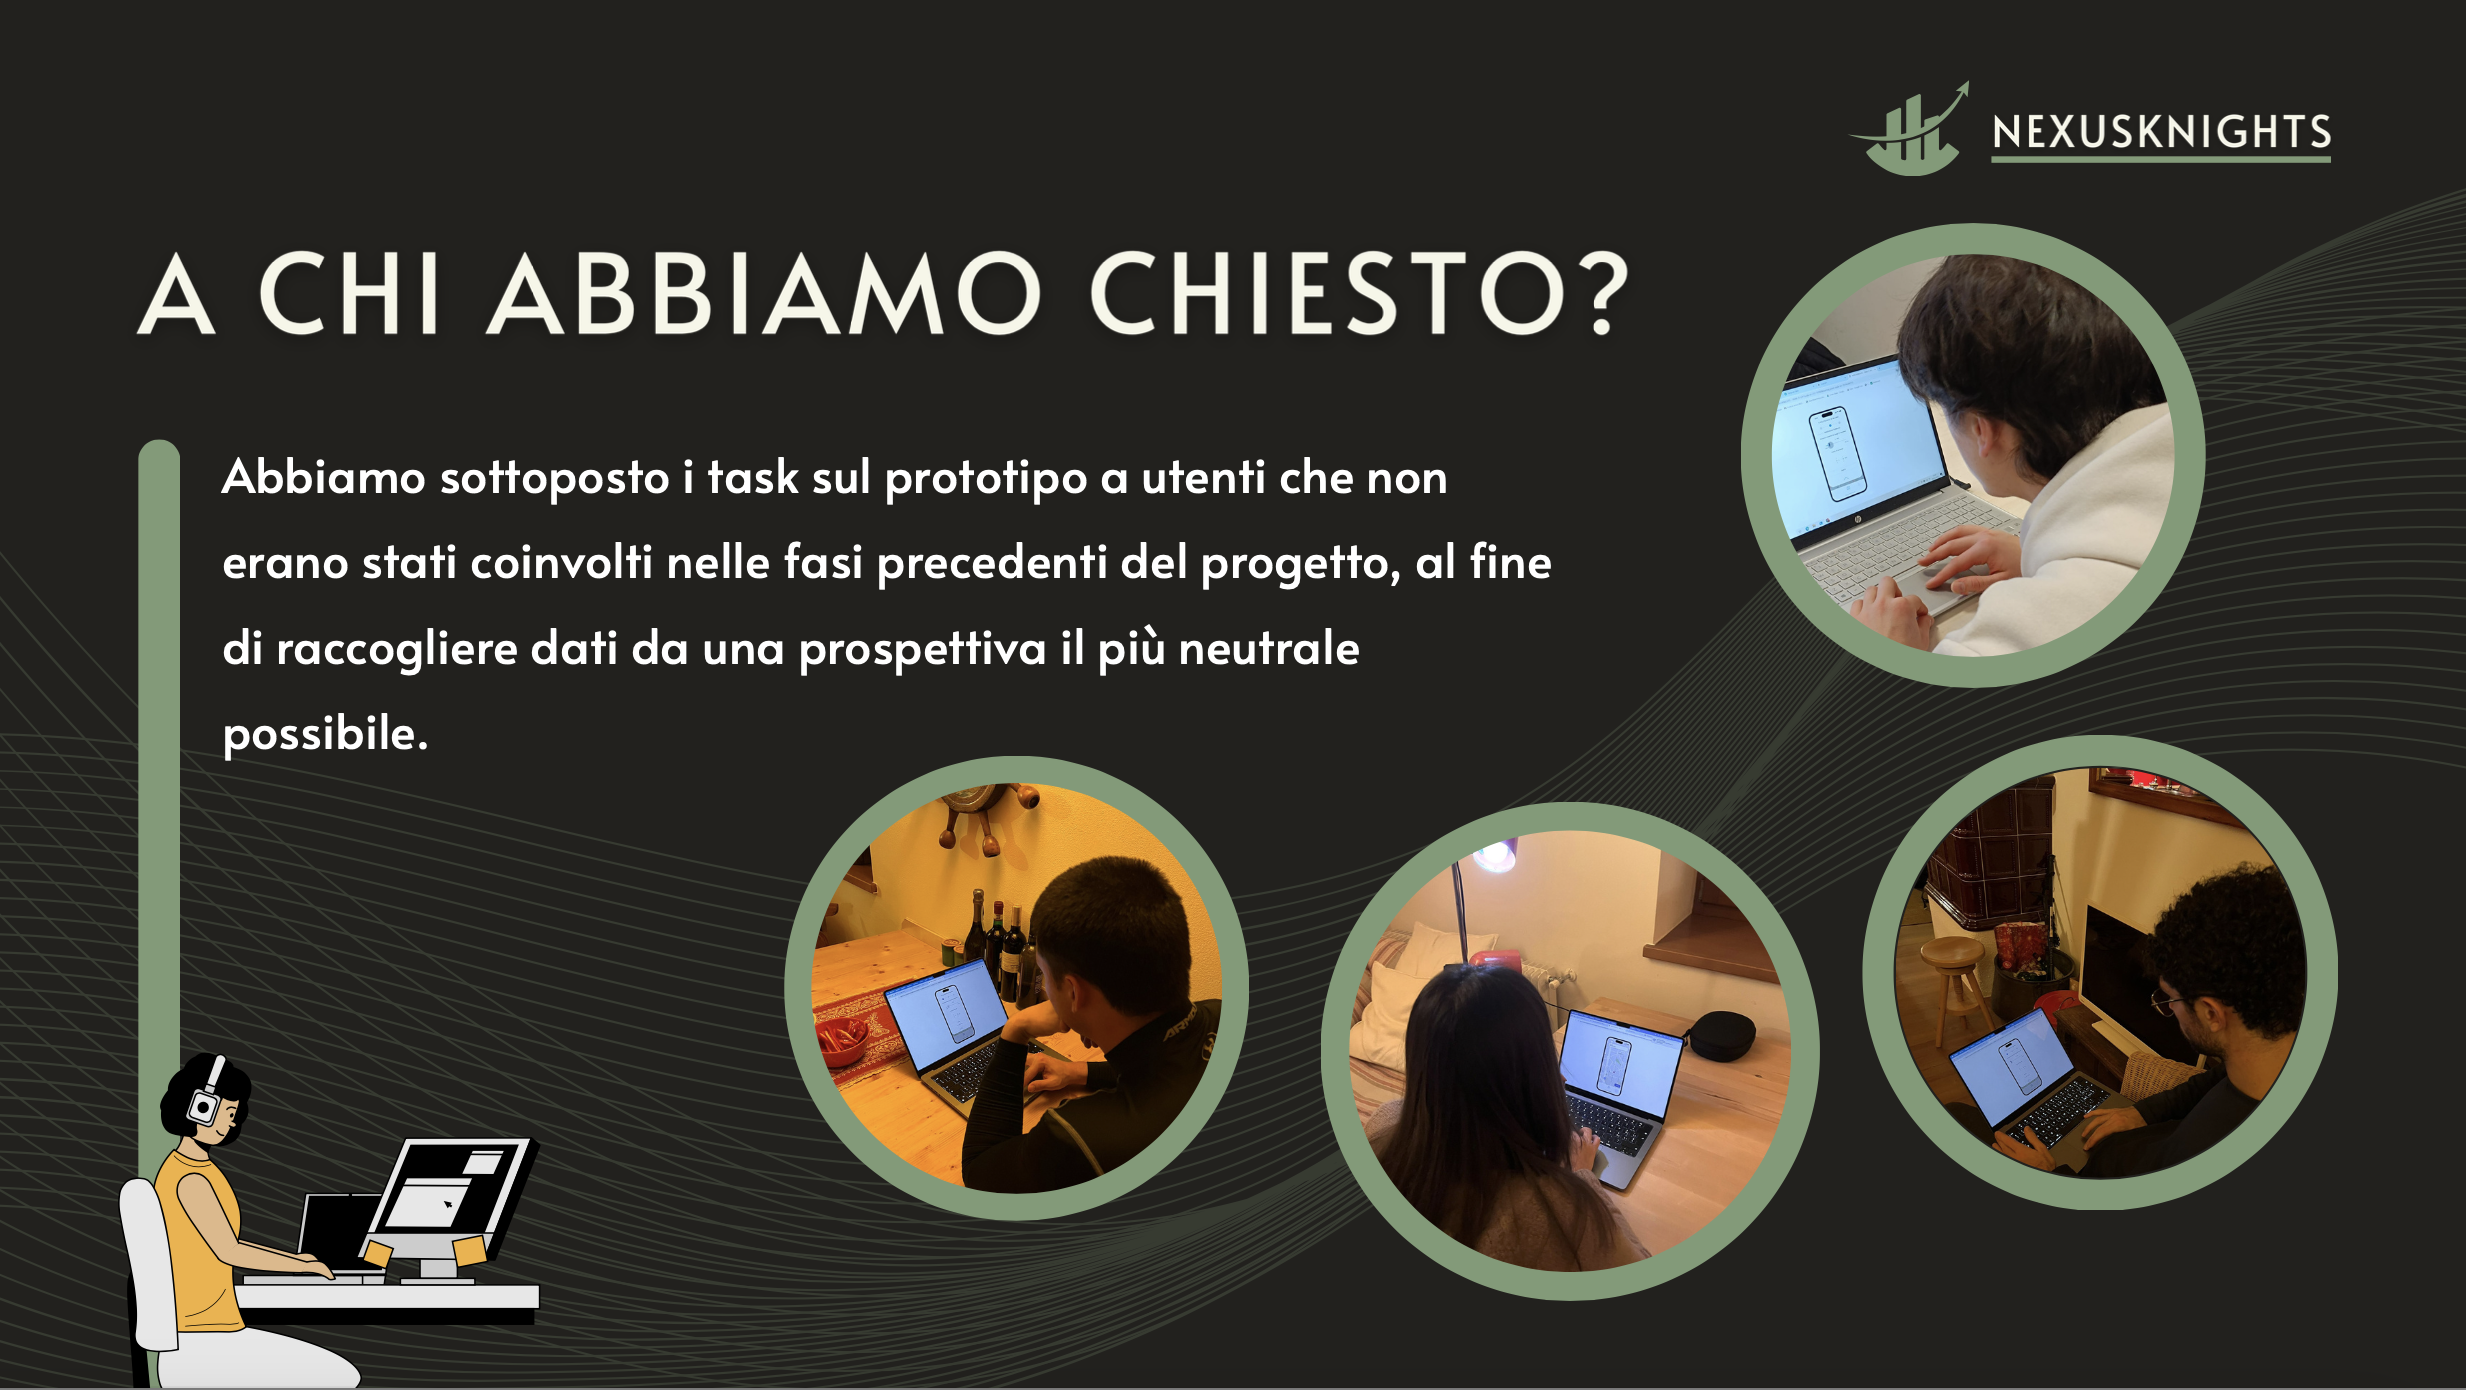 NEXUSKNIGHTS
A CHI ABBIAMO CHIESTO?
Abbiamo sottoposto i task sul prototipo a utenti che non
erano stati coinvolti nelle fasi precedenti del progetto, al fine
di raccogliere dati da una prospettiva il più neutrale
possibile.